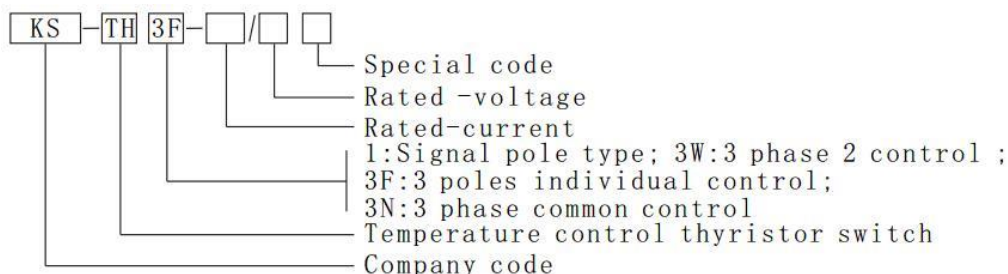 KS-TH 3F-□/□ □
Special code
Rated -voltage
Rated-current
1:Signal pole type; 3W:3 phase 2 control ;
3F:3 poles individual control;
3N:3 phase common control
Temperature control thyristor switch
Company code